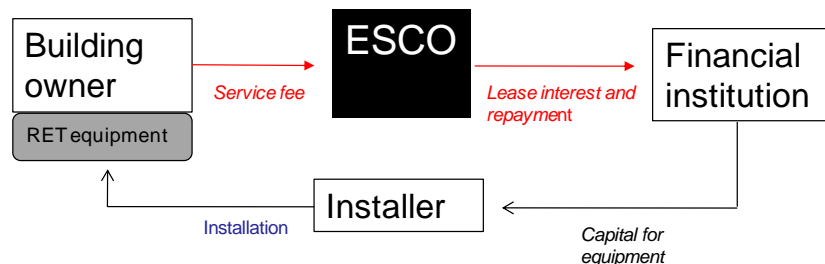 Building
owner
RET equipment
Service fee
ESCO
Lease interest and
repayment
Financial
institution
Installer
Installation
Capital for
equipment